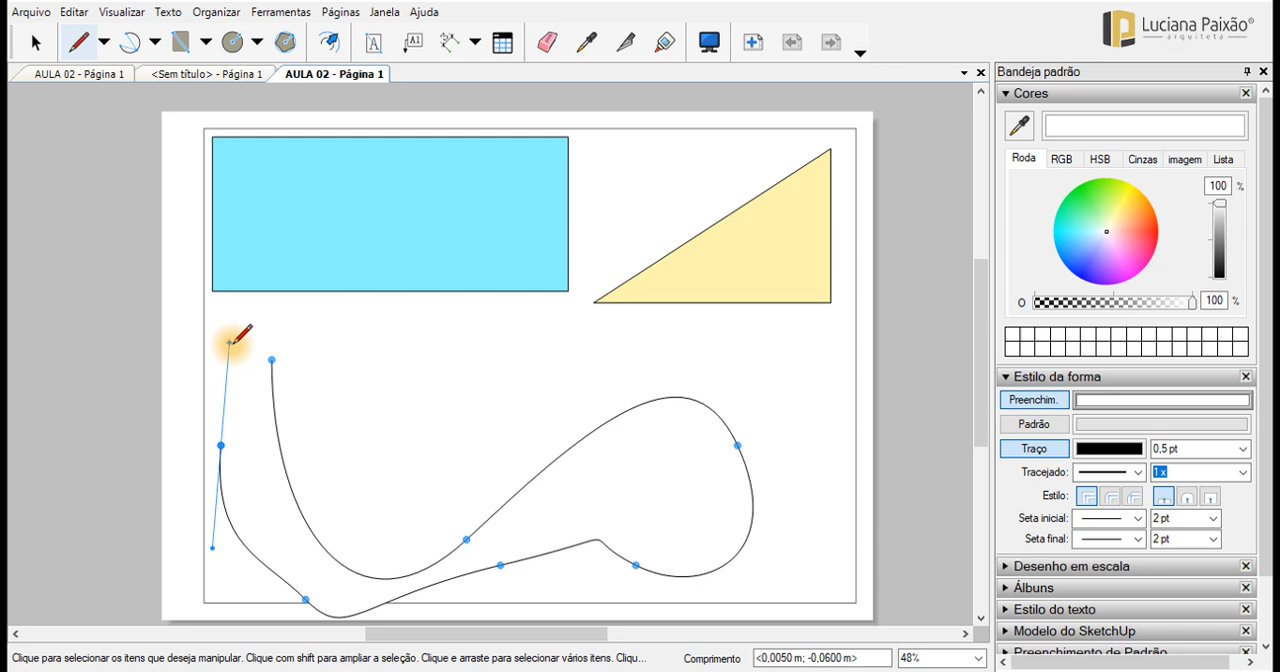 Arquivo Editar Visualizar Texto Organizar Ferramentas Páginas Janela Ajuda
Luciana Paixão®
arquiteta
A A1
AULA 02 - Página 1 <Sem título> - Página 1 AULA 02 - Página 1
Bandeja padrão
Cores
Roda RGB HSB Cinzas imagem Lista
100 %
O 100 %
Estilo da forma
Preenchim.
Padrão
Traço 0,5 pt
Tracejado: 1 x
Estilo:
Seta inicial: 2 pt
Seta final: 2 pt
Desenho em escala
Álbuns
Estilo do texto
Modelo do SketchUp
Preenchimento de Padrão
Clique para selecionar os itens que deseja manipular. Clique com shift para ampliar a seleção. Clique e arraste para selecionar vários itens. Cliqu... Comprimento <0,0050 m; -0,0600 m> 48%